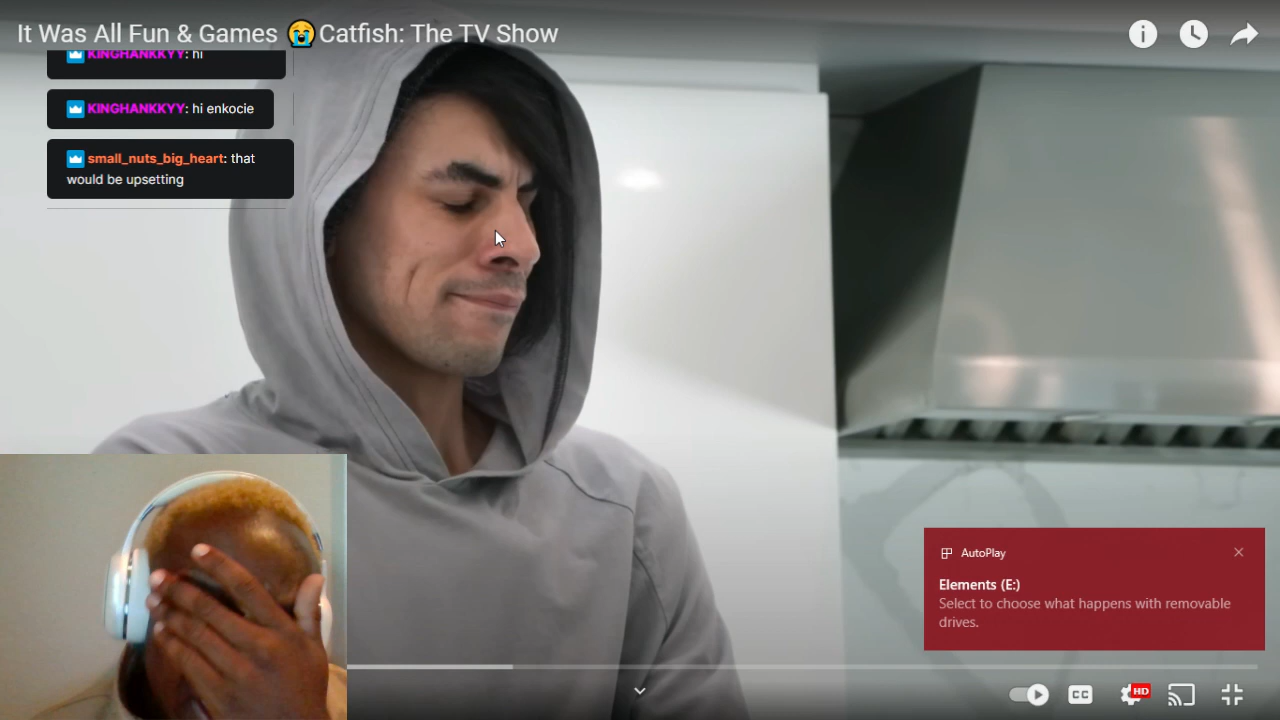 It Was All Fun & Games 😭Catfish: The TV Show
KINGHANKKYY: hi
KINGHANKKYY: hi enkocie
small_nuts_big_heart: that
would be upsetting
AutoPlay
Elements (E:)
Select to choose what happens with removable
drives.
CC
HD